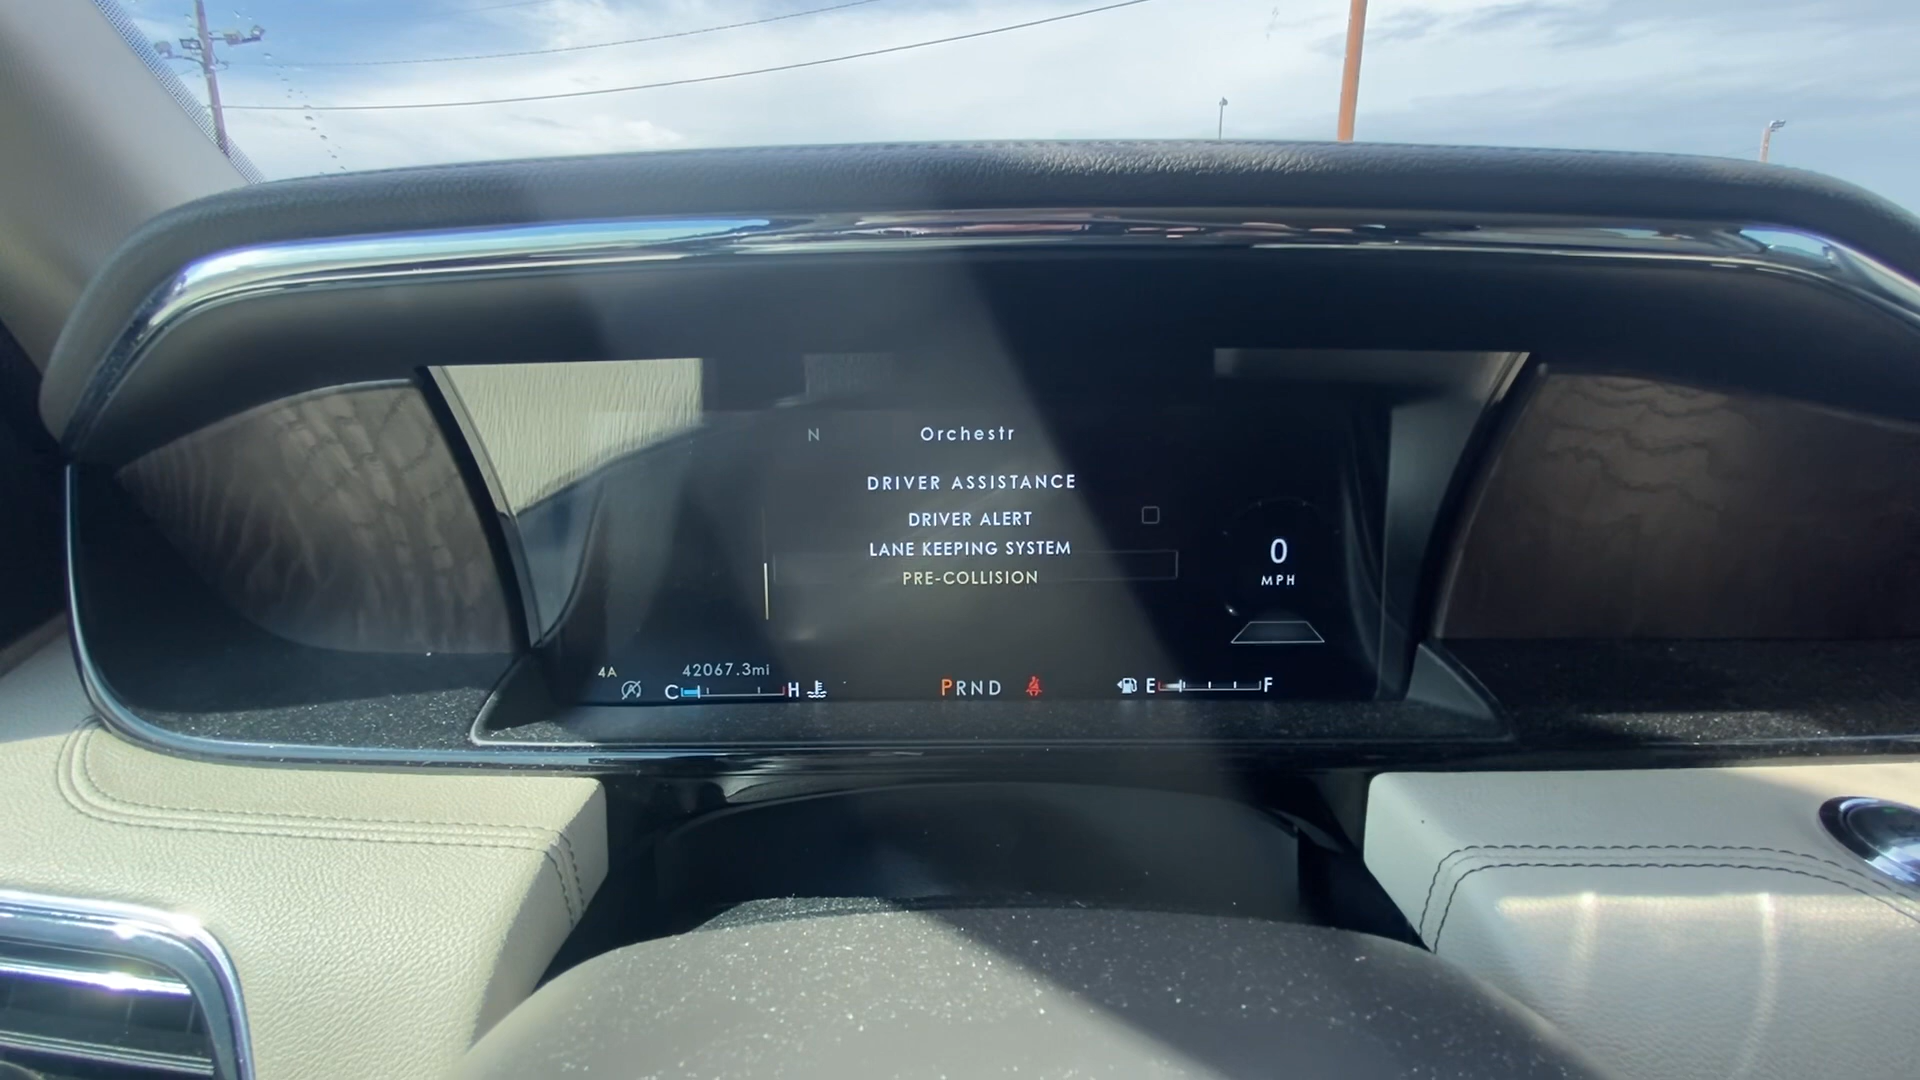 N Orchestr
DRIVER ASSISTANCE
DRIVER ALERT
LANE KEEPING SYSTEM
PRE-COLLISION
0
MPH
4A 42067.3mi
C H PRND E F